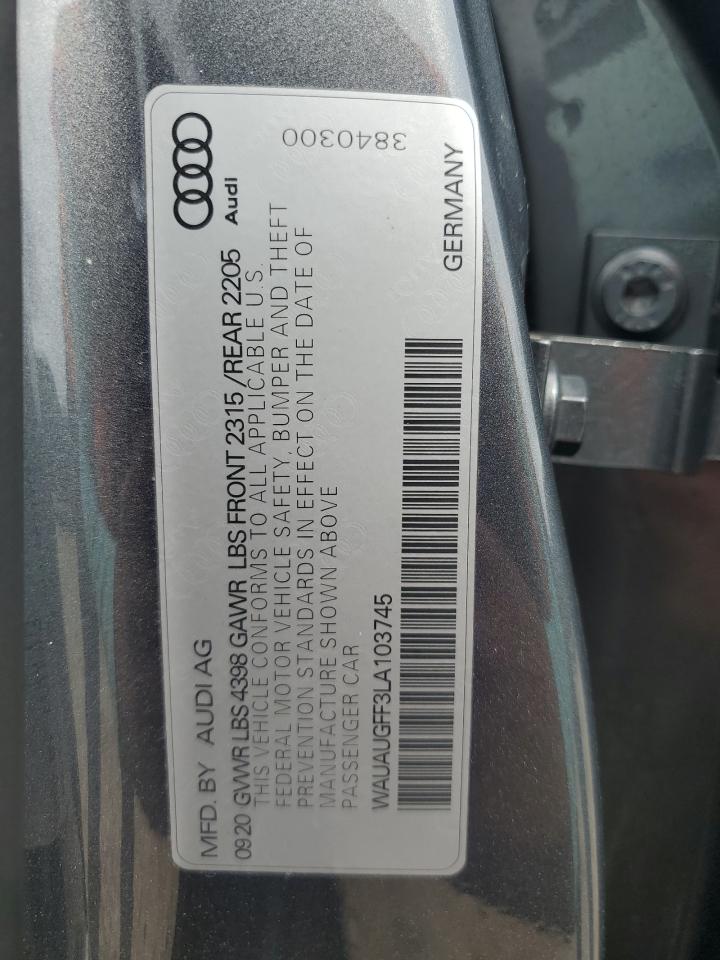 MFD. BY AUDI AG
Audi
09 20 GVWR LBS 4398 GAWR LBS FRONT 2315 /REAR 2205
THIS VEHICLE CONFORMS TO ALL APPLICABLE U.S.
FEDERAL MOTOR VEHICLE SAFETY, BUMPER AND THEFT
PREVENTION STANDARDS IN EFFECT ON THE DATE OF
MANUFACTURE SHOWN ABOVE
PASSENGER CAR
WAUAUGFF3LA103745
GERMANY
3840300